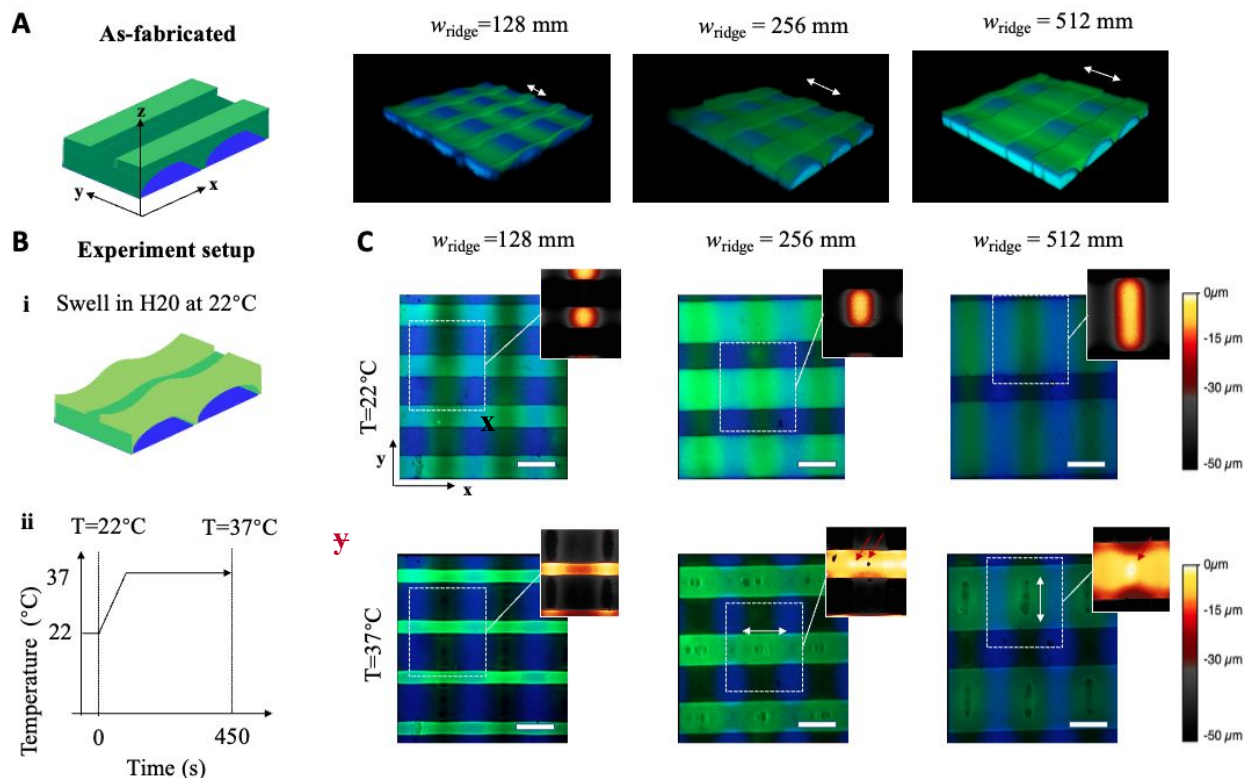 A
As-fabricated
z
y
x
w_ridge=128 mm
w_ridge = 256 mm
w_ridge = 512 mm
B
Experiment setup
i
Swell in H20 at 22°C
ii
T=22°C
T=37°C
37
22
Temperature (°C)
0
450
Time (s)
C
w_ridge =128 mm
w_ridge = 256 mm
w_ridge = 512 mm
T=22°C
y
x
X
0µm
-15 µm
-30 µm
-50 µm
y
T=37°C
0µm
-15 µm
-30 µm
-50 µm